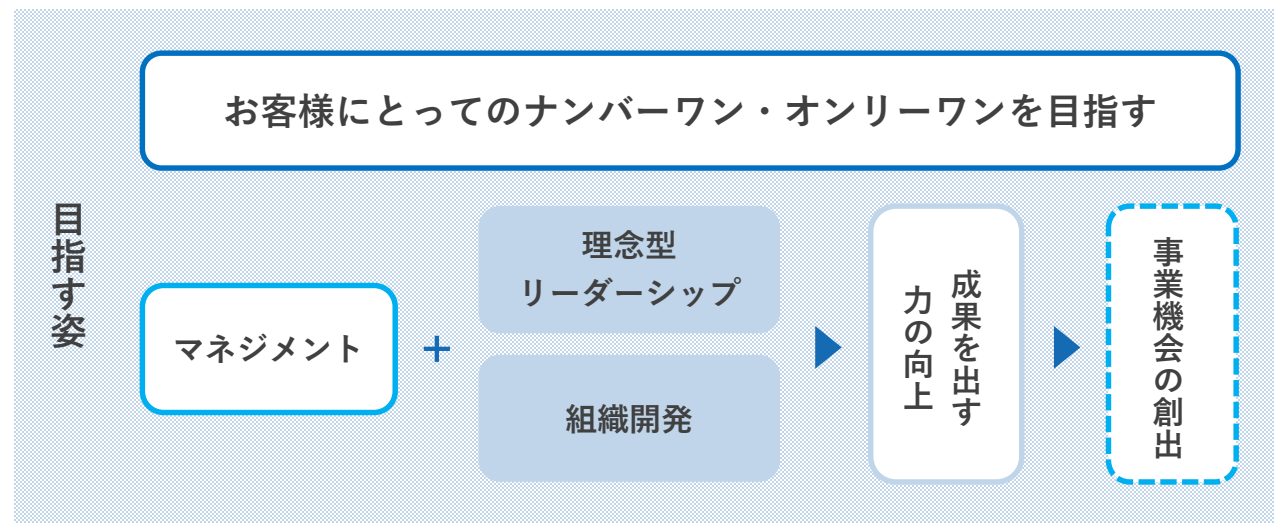 目指す姿
お客様にとってのナンバーワン・オンリーワンを目指す
マネジメント
+
理念型
リーダーシップ
組織開発
成果を出す
力の向上
事業機会の創出